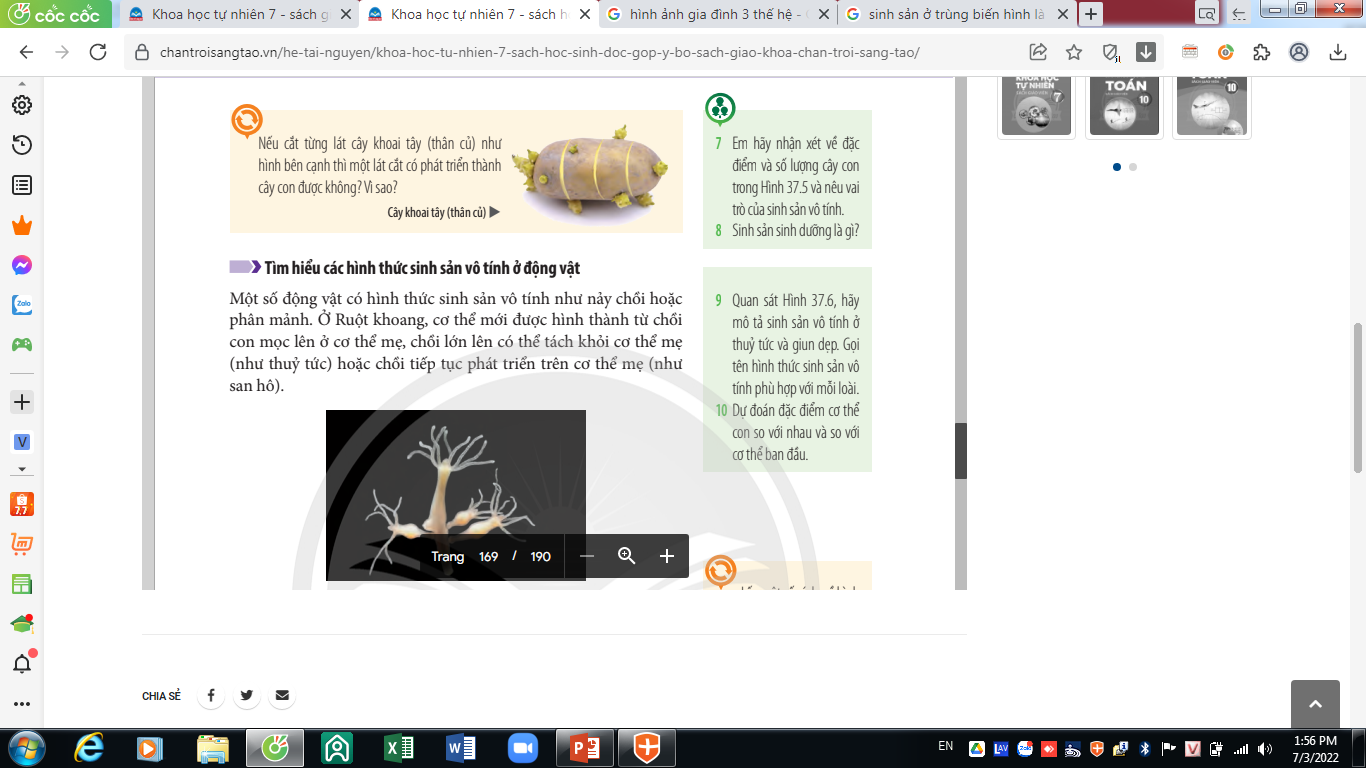 cốc cốc
Khoa học tự nhiên 7 - sách g
Khoa học tự nhiên 7 - sách h
hình ảnh gia đình 3 thế hệ -
sinh sản ở trùng biến hình là
chantroisangtao.vn/he-tai-nguyen/khoa-hoc-tu-nhien-7-sach-hoc-sinh-doc-gop-y-bo-sach-giao-khoa-chan-troi-sang-tao/
Nếu cắt từng lát cây khoai tây (thân củ) như
hình bên cạnh thì một lát cắt có phát triển thành
cây con được không? Vì sao?
Cây khoai tây (thân củ)
Tìm hiểu các hình thức sinh sản vô tính ở động vật
Một số động vật có hình thức sinh sản vô tính như nảy chồi hoặc
phân mảnh. Ở Ruột khoang, cơ thể mới được hình thành từ chồi
con mọc lên ở cơ thể mẹ, chồi lớn lên có thể tách khỏi cơ thể mẹ
(như thuỷ tức) hoặc chồi tiếp tục phát triển trên cơ thể mẹ (như
san hô).
7 Em hãy nhận xét về đặc
điểm và số lượng cây con
trong Hình 37.5 và nêu vai
trò của sinh sản vô tính.
8 Sinh sản sinh dưỡng là gì?
9 Quan sát Hình 37.6, hãy
mô tả sinh sản vô tính ở
thuỷ tức và giun dẹp. Gọi
tên hình thức sinh sản vô
tính phù hợp với mỗi loài.
10 Dự đoán đặc điểm cơ thể
con so với nhau và so với
cơ thể ban đầu.
KHOA HỌC
TỰ NHIÊN
7
TOÁN
10
10
Trang 169 / 190
CHIA SẺ
Zalo
V
7.7
EN
LAV
Zalo
V
1:56 PM
7/3/2022